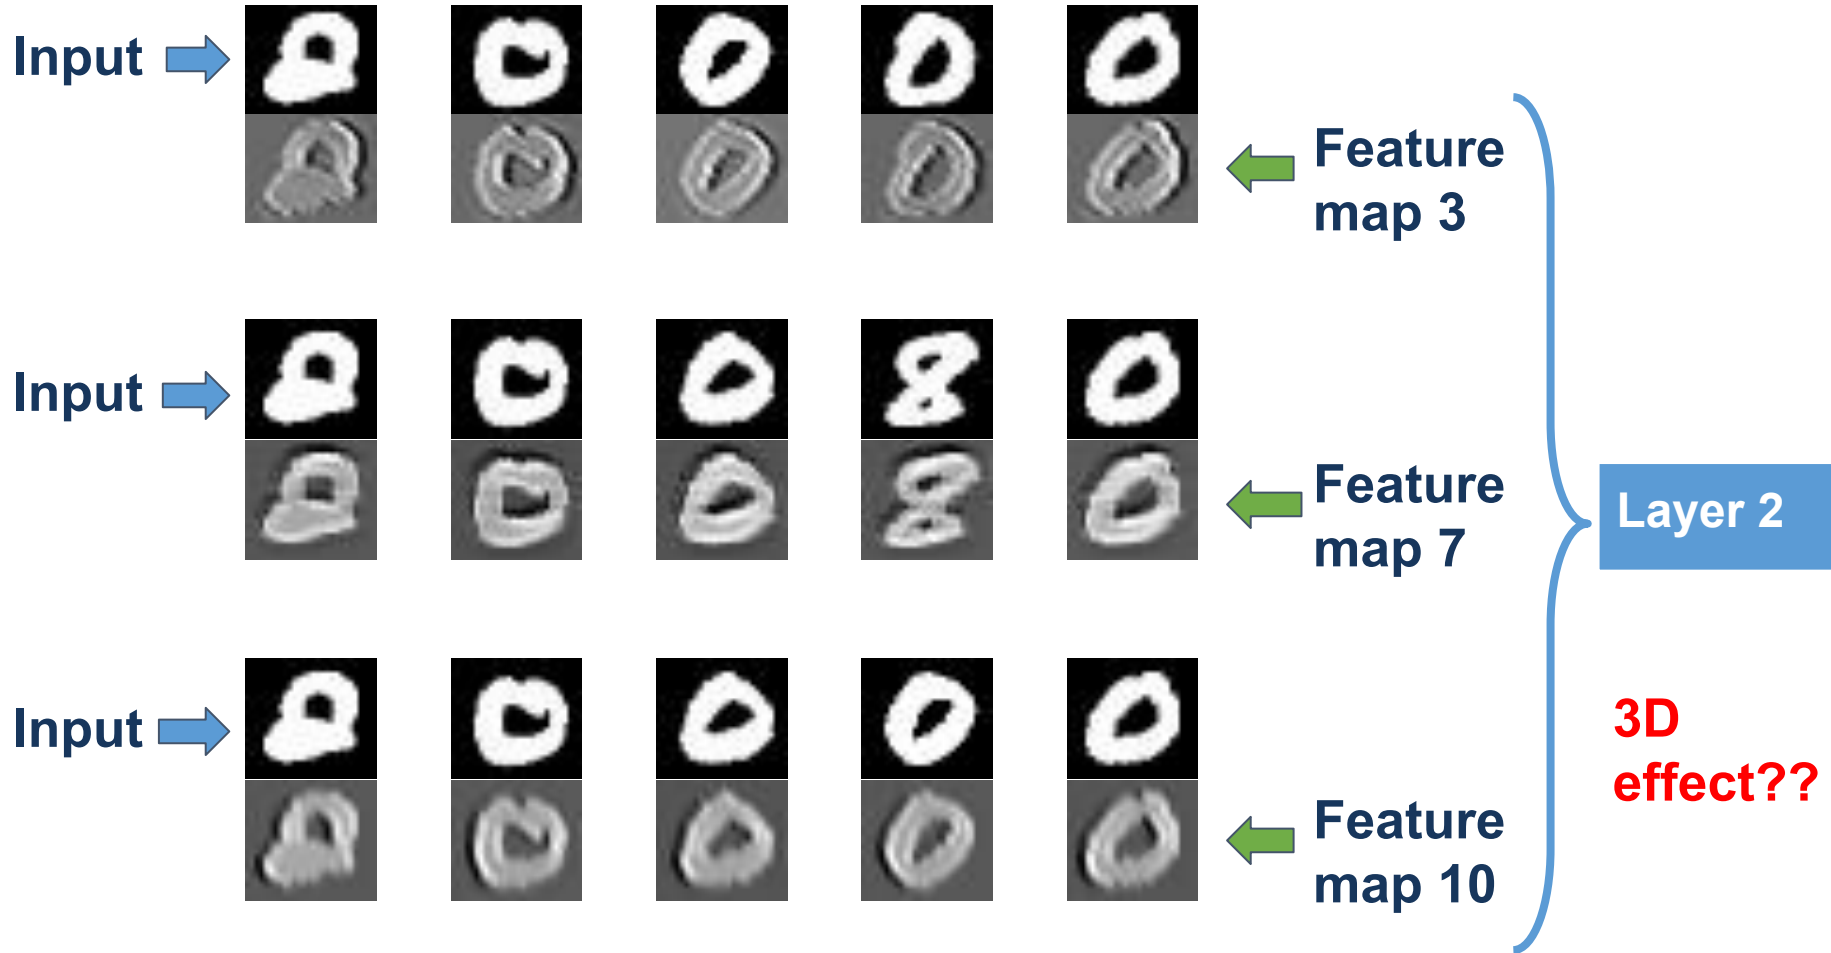 Input
Feature
map 3
Input
Feature
map 7
Layer 2
Input
3D
effect??
Feature
map 10